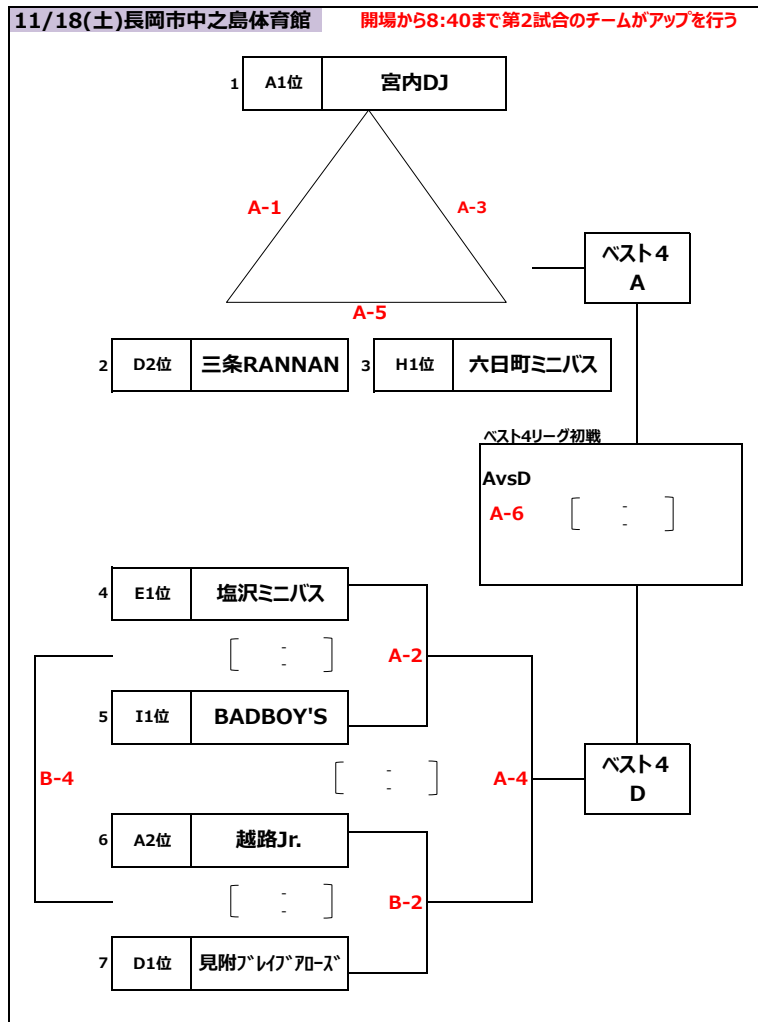 11/18(土)長岡市中之島体育館 開場から8:40まで第2試合のチームがアップを行う
1 A1位 宮内DJ
A-1 A-3
ベスト4
A
A-5
2 D2位 三条RANNAN 3 H1位 六日町ミニバス
ベスト4リーグ初戦
AvsD
A-6 [ - - ]
4 E1位 塩沢ミニバス
[ - - ] A-2
5 I1位 BADBOY'S
B-4 [ - - ] A-4
ベスト4
D
6 A2位 越路Jr.
[ - - ] B-2
7 D1位 見附ブレイブアローズ